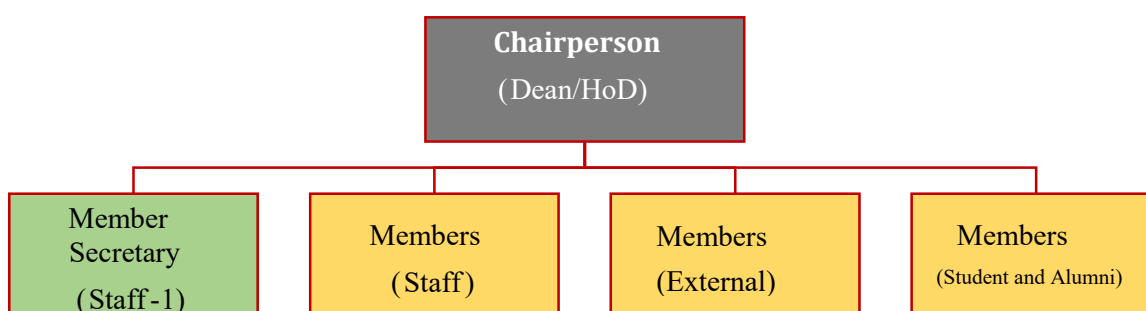 Chairperson
(Dean/HoD)
Member
Secretary
(Staff-1)
Members
(Staff)
Members
(External)
Members
(Student and Alumni)